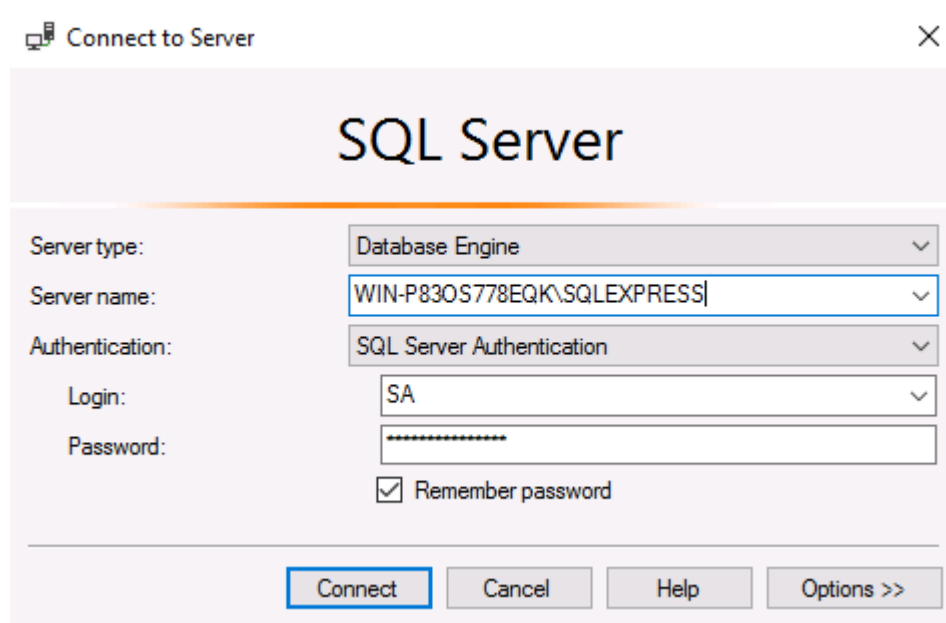 Connect to Server
SQL Server
Server type: Database Engine
Server name: WIN-P83OS778EQK\SQLEXPRESS
Authentication: SQL Server Authentication
Login: SA
Password: ***************
Remember password
Connect Cancel Help Options >>